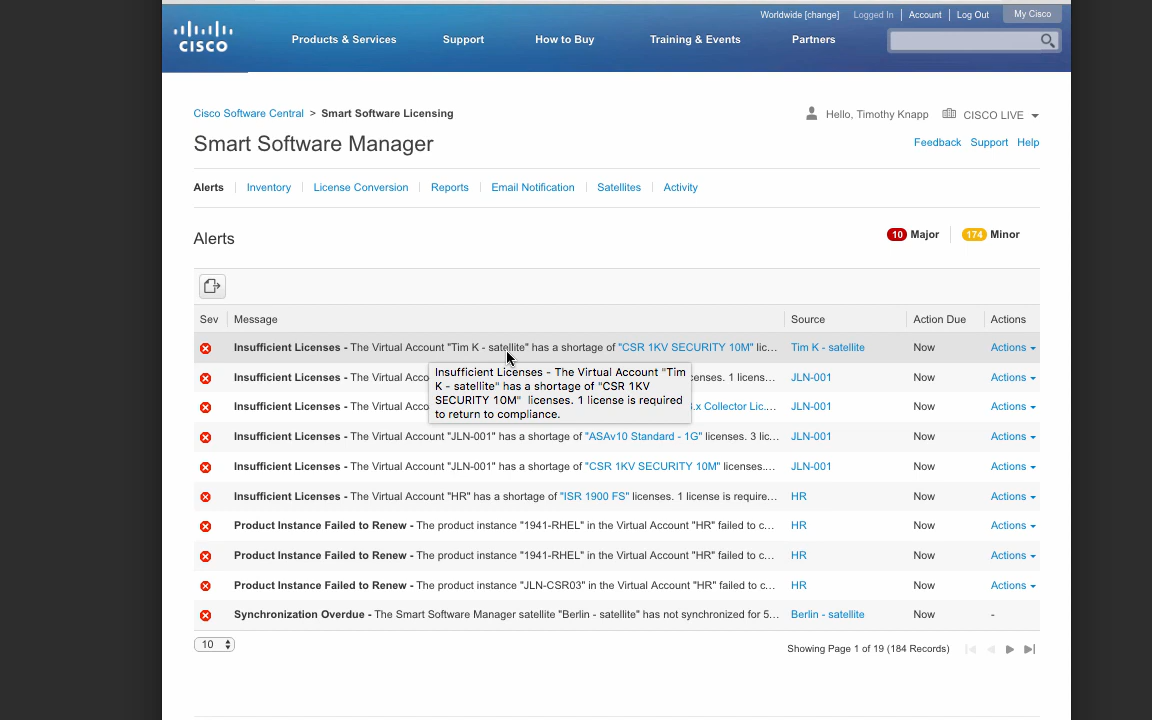 Worldwide [change] Logged In Account Log Out My Cisco
CISCO
Products & Services Support How to Buy Training & Events Partners
Cisco Software Central > Smart Software Licensing
Hello, Timothy Knapp CISCO LIVE
Smart Software Manager
Feedback Support Help
Alerts Inventory License Conversion Reports Email Notification Satellites Activity
Alerts
10 Major 174 Minor
Sev Message Source Action Due Actions
Insufficient Licenses - The Virtual Account "Tim K - satellite" has a shortage of "CSR 1KV SECURITY 10M" lic... Tim K - satellite Now Actions
Insufficient Licenses - The Virtual Acco enses. 1 licens... JLN-001 Now Actions
Insufficient Licenses - The Virtual Acco .x Collector Lic.... JLN-001 Now Actions
Insufficient Licenses - The Virtual Account "Tim
K - satellite" has a shortage of "CSR 1KV
SECURITY 10M" licenses. 1 license is required
to return to compliance.
Insufficient Licenses - The Virtual Account "JLN-001" has a shortage of "ASAv10 Standard - 1G" licenses. 3 lic... JLN-001 Now Actions
Insufficient Licenses - The Virtual Account "JLN-001" has a shortage of "CSR 1KV SECURITY 10M" licenses.... JLN-001 Now Actions
Insufficient Licenses - The Virtual Account "HR" has a shortage of "ISR 1900 FS" licenses. 1 license is require... HR Now Actions
Product Instance Failed to Renew - The product instance "1941-RHEL" in the Virtual Account "HR" failed to c... HR Now Actions
Product Instance Failed to Renew - The product instance "1941-RHEL" in the Virtual Account "HR" failed to c... HR Now Actions
Product Instance Failed to Renew - The product instance "JLN-CSR03" in the Virtual Account "HR" failed to c... HR Now Actions
Synchronization Overdue - The Smart Software Manager satellite "Berlin - satellite" has not synchronized for 5... Berlin - satellite Now -
10
Showing Page 1 of 19 (184 Records)